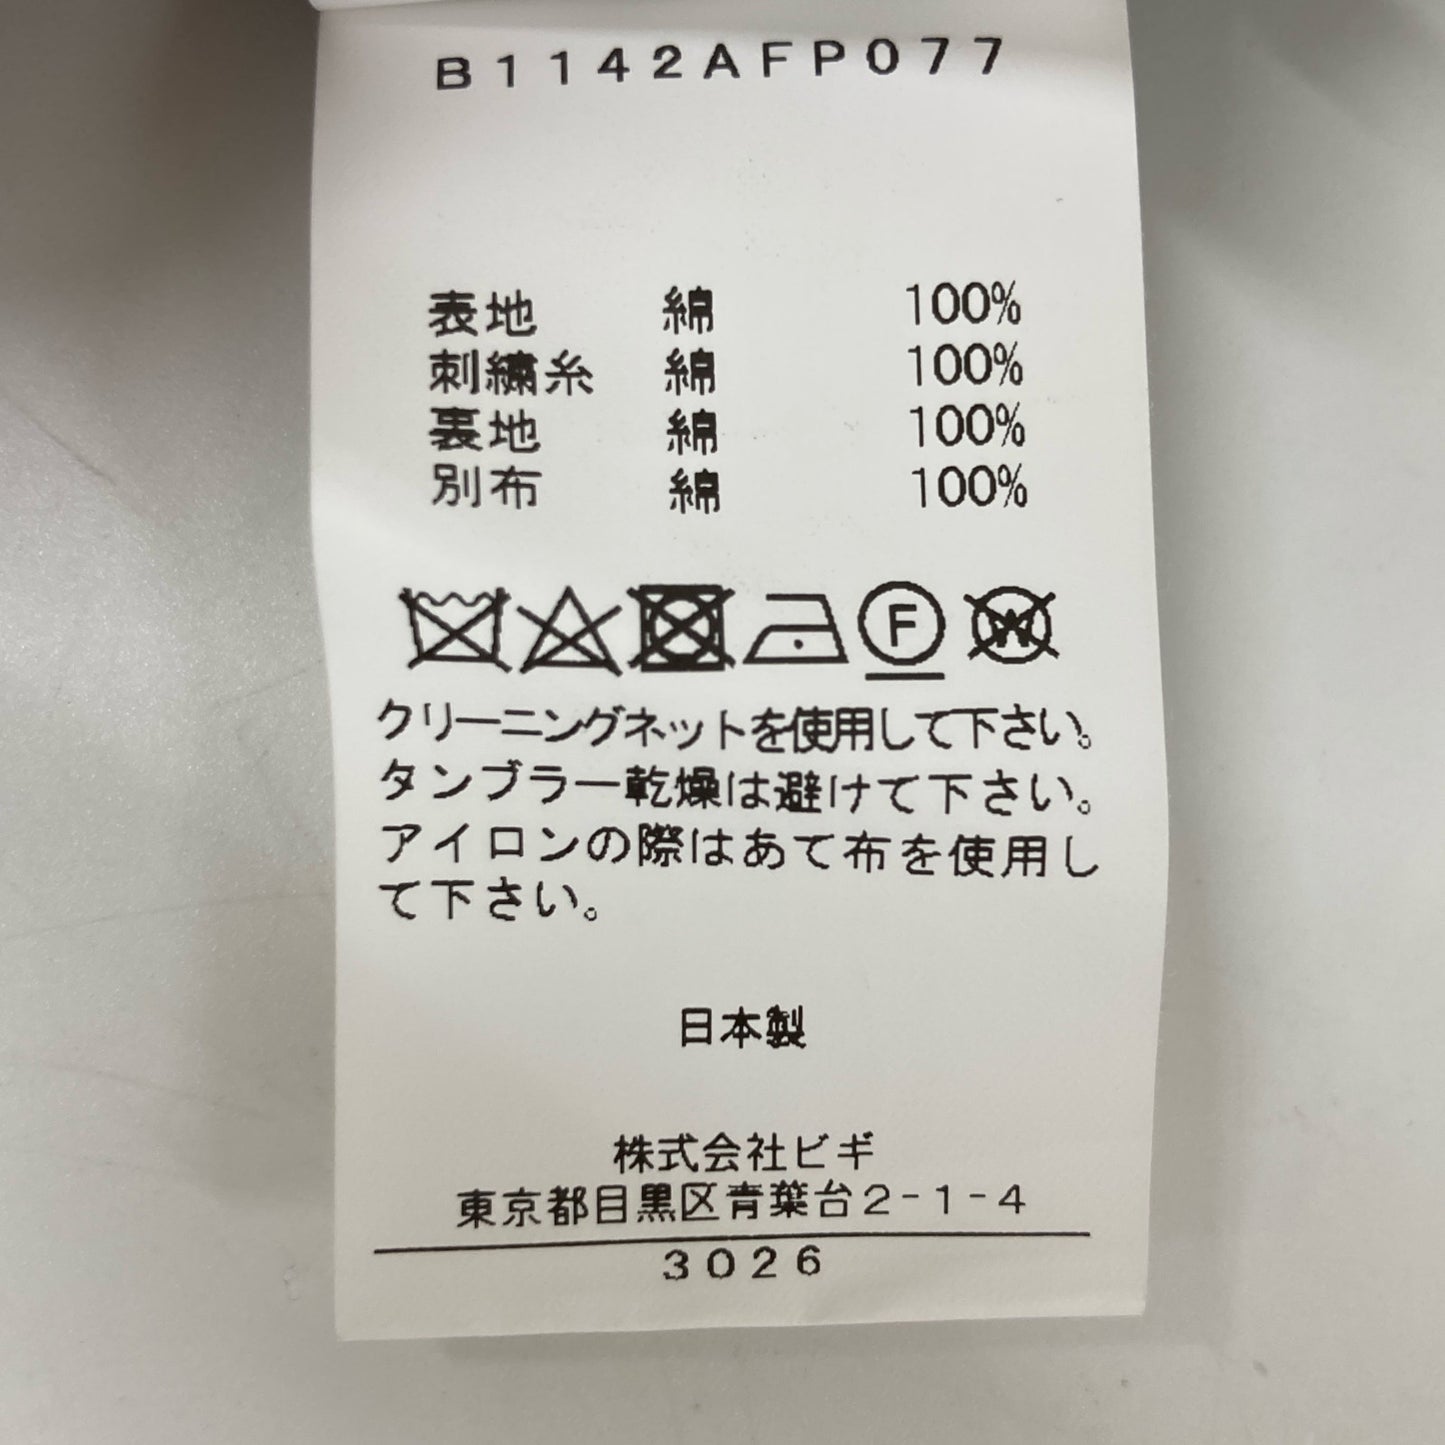 B1142AFP077
表地 綿 100%
刺繍糸 綿 100%
裏地 綿 100%
別布 綿 100%
F W
クリーニングネットを使用して下さい。
タンブラー乾燥は避けて下さい。
アイロンの際はあて布を使用し
て下さい。
日本製
株式会社ビギ
東京都目黒区青葉台2-1-4
3026